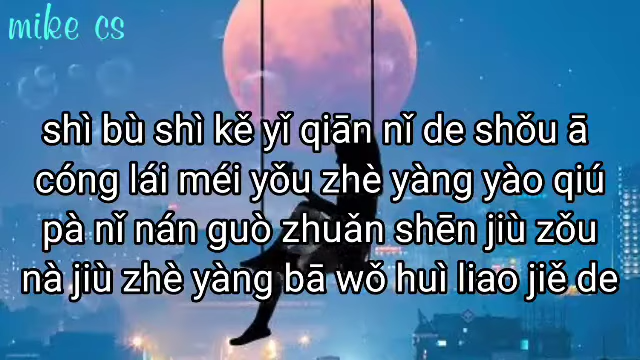 mike cs
shì bù shì kě yǐ qiān nǐ de shǒu ā
cóng lái méi yǒu zhè yàng yào qiú
pà nǐ nán guò zhuǎn shēn jiù zǒu
nà jiù zhè yàng bā wǒ huì liao jiě de